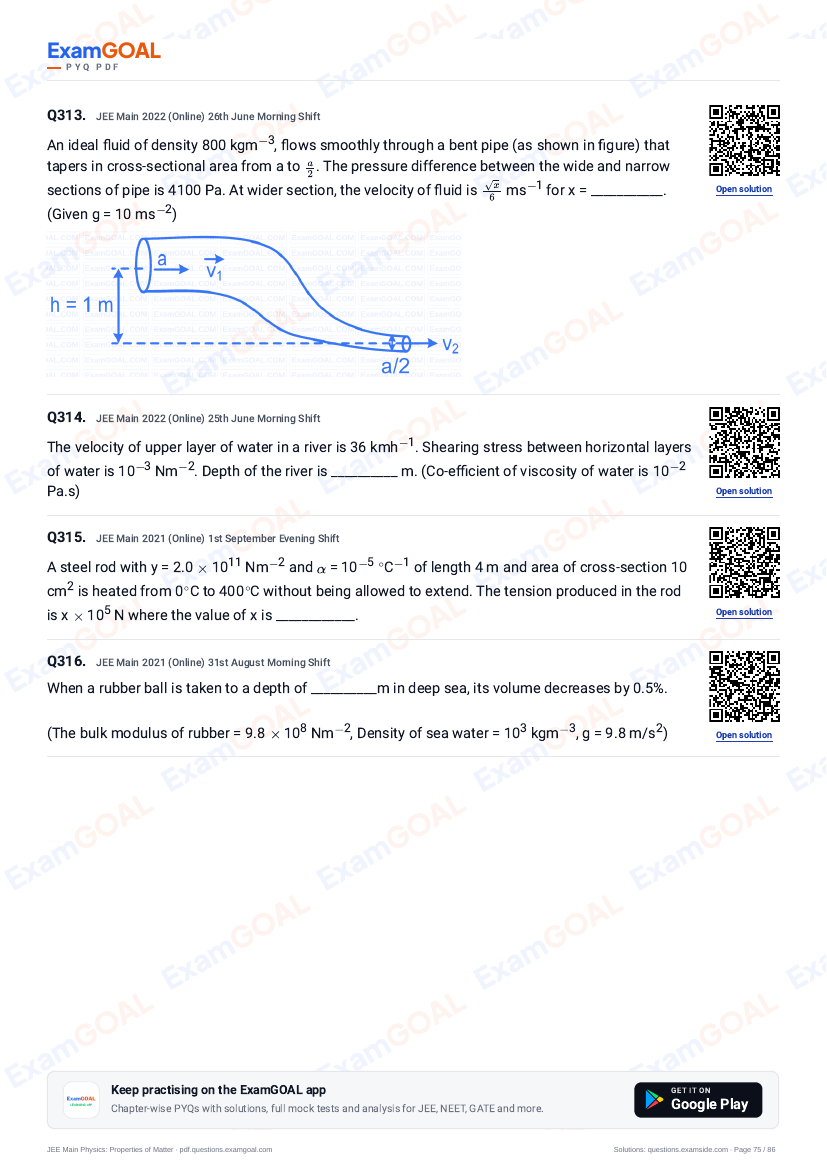 ExamGOAL
PYQ PDF
Q313. JEE Main 2022 (Online) 26th June Morning Shift
An ideal fluid of density 800 kgm−3, flows smoothly through a bent pipe (as shown in figure) that
tapers in cross-sectional area from a to a/2. The pressure difference between the wide and narrow
sections of pipe is 4100 Pa. At wider section, the velocity of fluid is √x/6 ms−1 for x = ___________.
(Given g = 10 ms−2)
Open solution
a
v1
h = 1 m
v2
a/2
Q314. JEE Main 2022 (Online) 25th June Morning Shift
The velocity of upper layer of water in a river is 36 kmh−1. Shearing stress between horizontal layers
of water is 10−3 Nm−2. Depth of the river is __________ m. (Co-efficient of viscosity of water is 10−2
Pa.s)
Open solution
Q315. JEE Main 2021 (Online) 1st September Evening Shift
A steel rod with y = 2.0 × 10^11 Nm−2 and α = 10−5 °C−1 of length 4 m and area of cross-section 10
cm2 is heated from 0°C to 400°C without being allowed to extend. The tension produced in the rod
is x × 10^5 N where the value of x is ____________.
Open solution
Q316. JEE Main 2021 (Online) 31st August Morning Shift
When a rubber ball is taken to a depth of __________m in deep sea, its volume decreases by 0.5%.
(The bulk modulus of rubber = 9.8 × 10^8 Nm−2, Density of sea water = 10^3 kgm−3, g = 9.8 m/s2)
Open solution
ExamGOAL
Keep practising on the ExamGOAL app
Chapter-wise PYQs with solutions, full mock tests and analysis for JEE, NEET, GATE and more.
GET IT ON
Google Play
JEE Main Physics: Properties of Matter · pdf.questions.examgoal.com
Solutions: questions.examside.com · Page 75 / 86